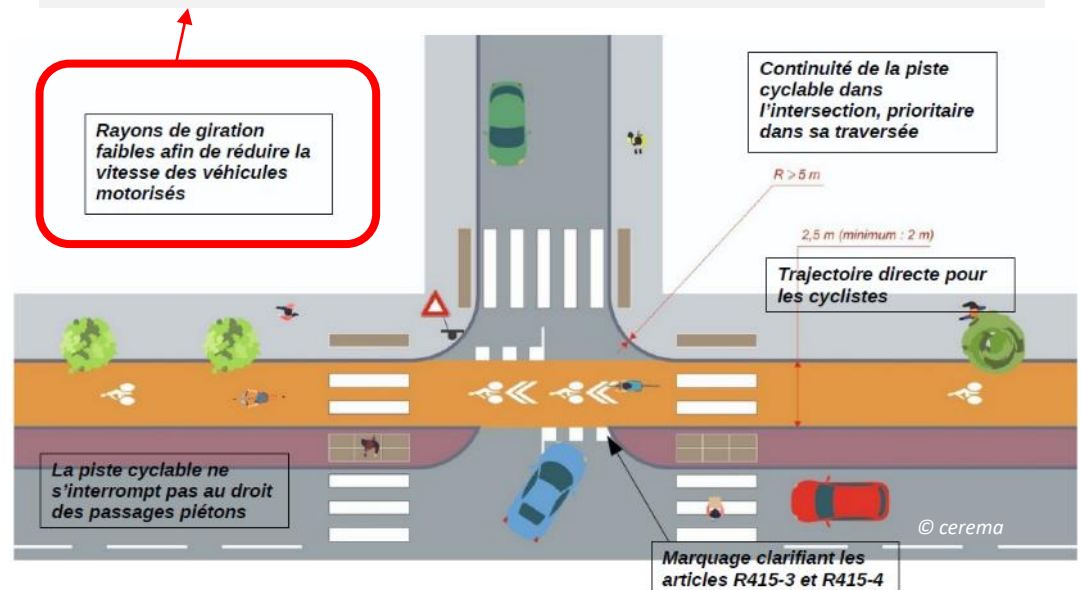 Rayons de giration
faibles afin de réduire la
vitesse des véhicules
motorisés
Continuité de la piste
cyclable dans
l'intersection, prioritaire
dans sa traversée
R > 5 m
2,5 m (minimum : 2 m)
Trajectoire directe pour
les cyclistes
La piste cyclable ne
s'interrompt pas au droit
des passages piétons
© cerema
Marquage clarifiant les
articles R415-3 et R415-4